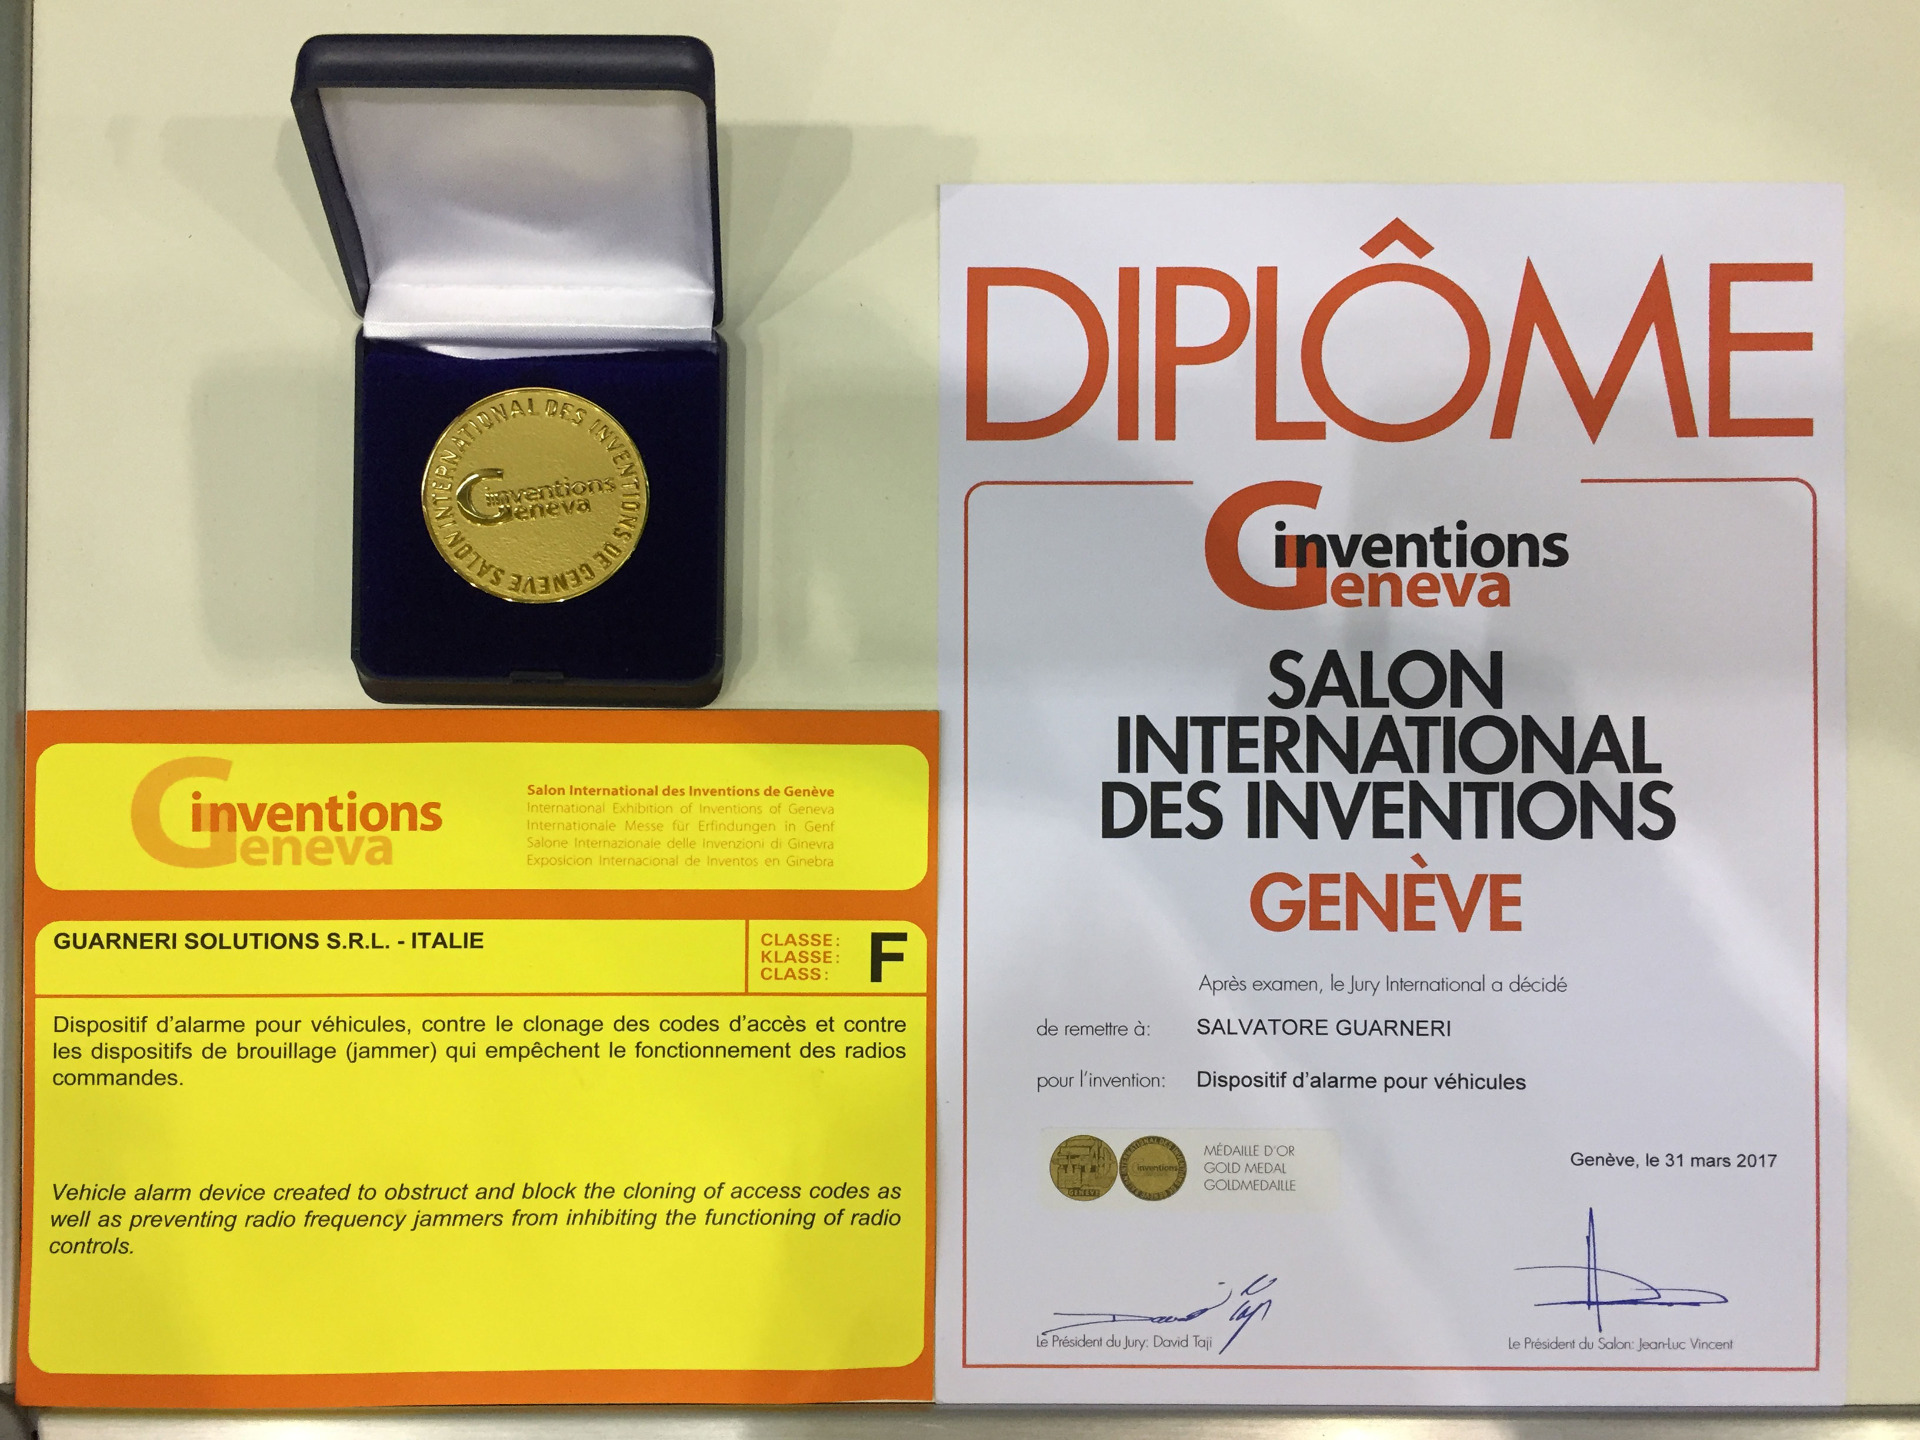 SALON INTERNATIONAL DES INVENTIONS DE GENEVE
inventions
Geneva
inventions
Geneva
Salon International des Inventions de Genève
International Exhibition of Inventions of Geneva
Internationale Messe für Erfindungen in Genf
Salone Internazionale delle Invenzioni di Ginevra
Exposicion Internacional de Inventos en Ginebra
GUARNERI SOLUTIONS S.R.L. - ITALIE
CLASSE:
KLASSE:
CLASS:
F
Dispositif d'alarme pour véhicules, contre le clonage des codes d'accès et contre
les dispositifs de brouillage (jammer) qui empêchent le fonctionnement des radios
commandes.
Vehicle alarm device created to obstruct and block the cloning of access codes as
well as preventing radio frequency jammers from inhibiting the functioning of radio
controls.
DIPLÔME
inventions
Geneva
SALON
INTERNATIONAL
DES INVENTIONS
GENÈVE
Après examen, le Jury International a décidé
de remettre à: SALVATORE GUARNERI
pour l'invention: Dispositif d'alarme pour véhicules
GENÈVE
inventions
MÉDAILLE D'OR
GOLD MEDAL
GOLDMEDAILLE
Genève, le 31 mars 2017
David Taji
Le Président du Jury: David Taji
Le Président du Salon: Jean-Luc Vincent